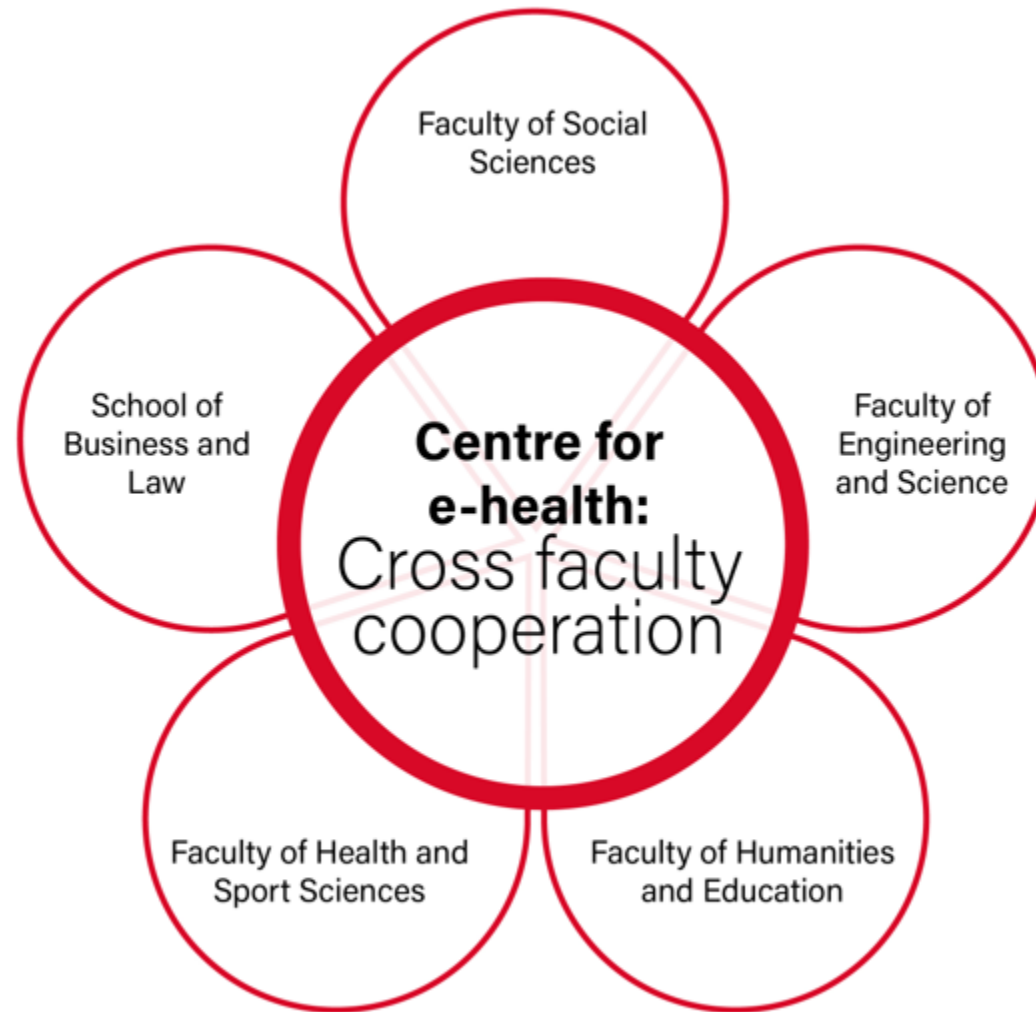 Faculty of Social
Sciences
School of
Business and
Law
Faculty of
Engineering
and Science
Centre for
e-health:
Cross faculty
cooperation
Faculty of Health and
Sport Sciences
Faculty of Humanities
and Education